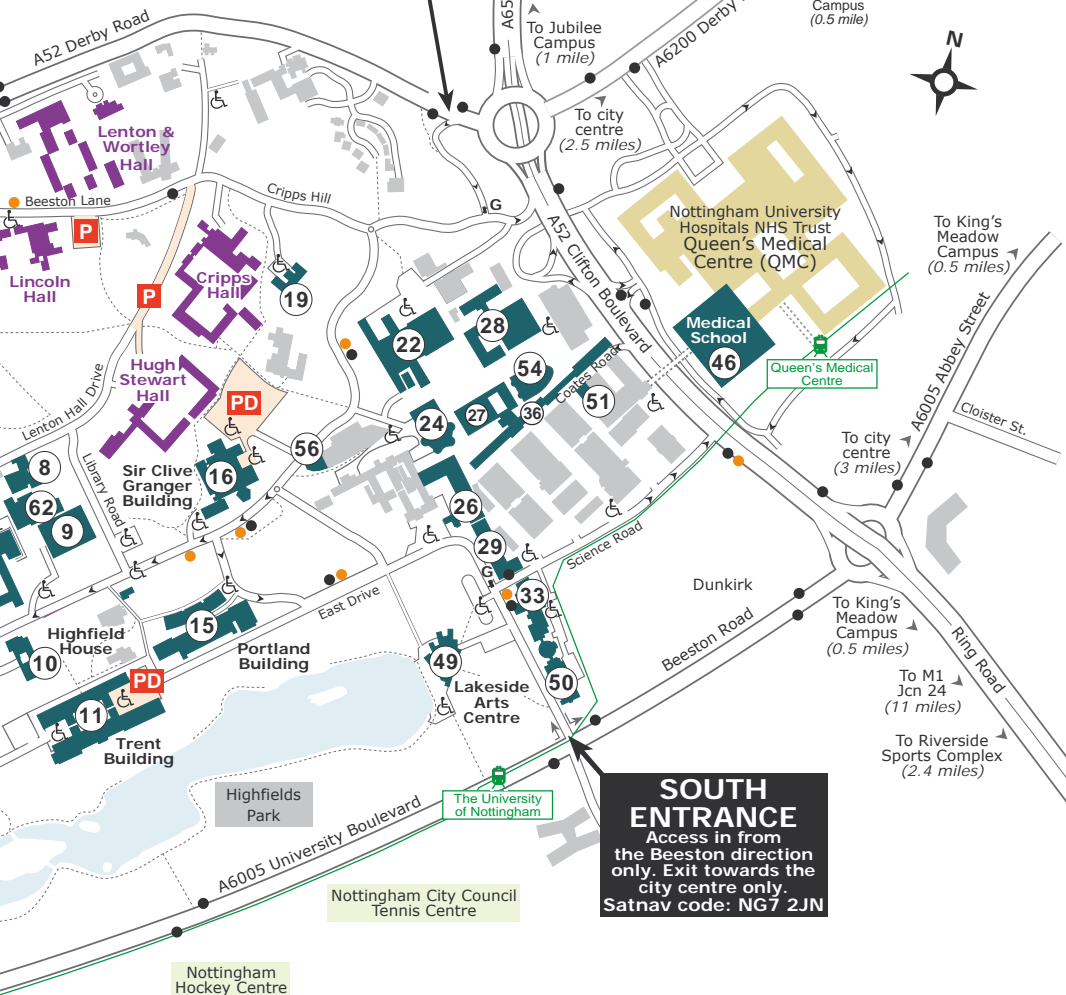 A52 Derby Road
A65
To Jubilee
Campus
(1 mile)
A6200 Derby
Campus
(0.5 mile)
N
To city
centre
(2.5 miles)
Lenton &
Wortley
Hall
Beeston Lane
Cripps Hill
G
P
Lincoln
Hall
P
Cripps
Hall
19
A52 Clifton Boulevard
Nottingham University
Hospitals NHS Trust
Queen's Medical
Centre (QMC)
To King's
Meadow
Campus
(0.5 miles)
22
28
Medical
School
46
Queen's Medical
Centre
A6005 Abbey Street
Cloister St.
Hugh
Stewart
Hall
PD
54
Coates Road
51
27
36
24
Lenton Hall Drive
To city
centre
(3 miles)
8
62
9
Library Road
Sir Clive
Granger
Building
16
56
26
29
G
Science Road
33
Dunkirk
East Drive
Highfield
House
15
Portland
Building
10
49
50
Lakeside
Arts
Centre
Beeston Road
To King's
Meadow
Campus
(0.5 miles)
Ring Road
To M1
Jcn 24
(11 miles)
To Riverside
Sports Complex
(2.4 miles)
PD
11
Trent
Building
Highfields
Park
The University
of Nottingham
A6005 University Boulevard
SOUTH
ENTRANCE
Access in from
the Beeston direction
only. Exit towards the
city centre only.
Satnav code: NG7 2JN
Nottingham City Council
Tennis Centre
Nottingham
Hockey Centre